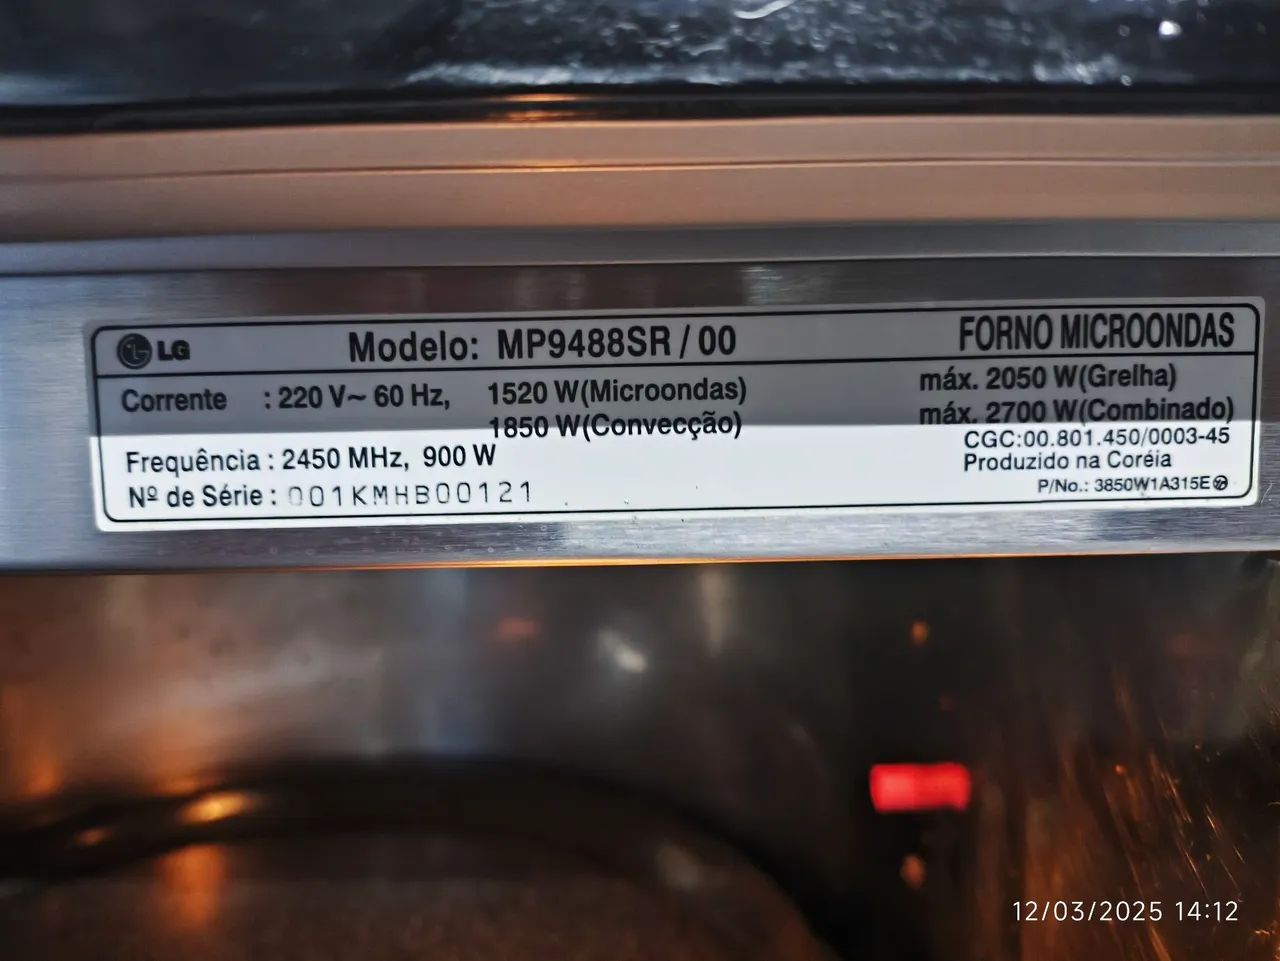 LG Modelo: MP9488SR / 00 FORNO MICROONDAS
Corrente : 220 V~ 60 Hz, 1520 W(Microondas) máx. 2050 W(Grelha)
1850 W(Convecção) máx. 2700 W(Combinado)
Frequência : 2450 MHz, 900 W CGC:00.801.450/0003-45
Produzido na Coréia
Nº de Série : 001KMHB00121 P/No.: 3850W1A315E
12/03/2025 14:12